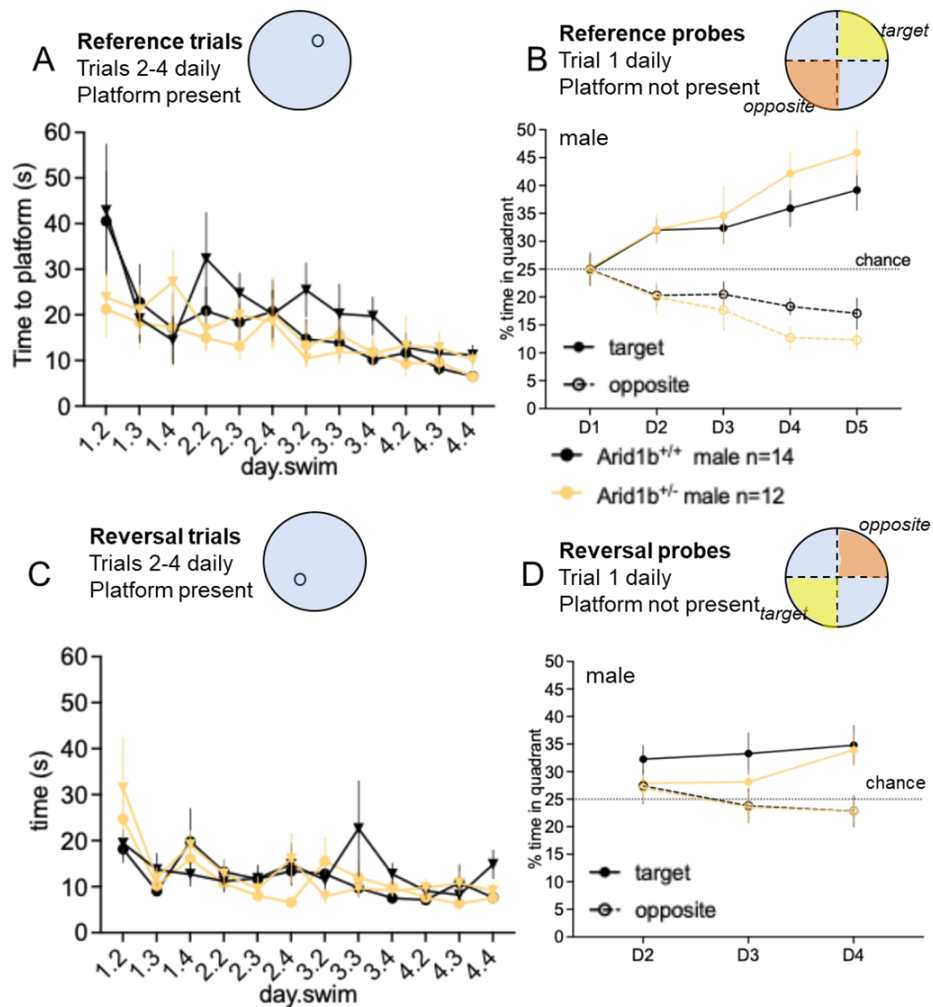 A
Reference trials
Trials 2-4 daily
Platform present
Time to platform (s)
60
50
40
30
20
10
0
1.2 1.3 1.4 2.2 2.3 2.4 3.2 3.3 3.4 4.2 4.3 4.4
day.swim
B
Reference probes
Trial 1 daily
Platform not present
target
opposite
male
% time in quadrant
50
45
40
35
30
25
20
15
10
5
0
chance
target
opposite
D1 D2 D3 D4 D5
Arid1b+/+ male n=14
Arid1b+/- male n=12
C
Reversal trials
Trials 2-4 daily
Platform present
time (s)
60
50
40
30
20
10
0
1.2 1.3 1.4 2.2 2.3 2.4 3.2 3.3 3.4 4.2 4.3 4.4
day.swim
D
Reversal probes
Trial 1 daily
Platform not present
opposite
target
male
% time in quadrant
50
45
40
35
30
25
20
15
10
5
0
chance
target
opposite
D2 D3 D4